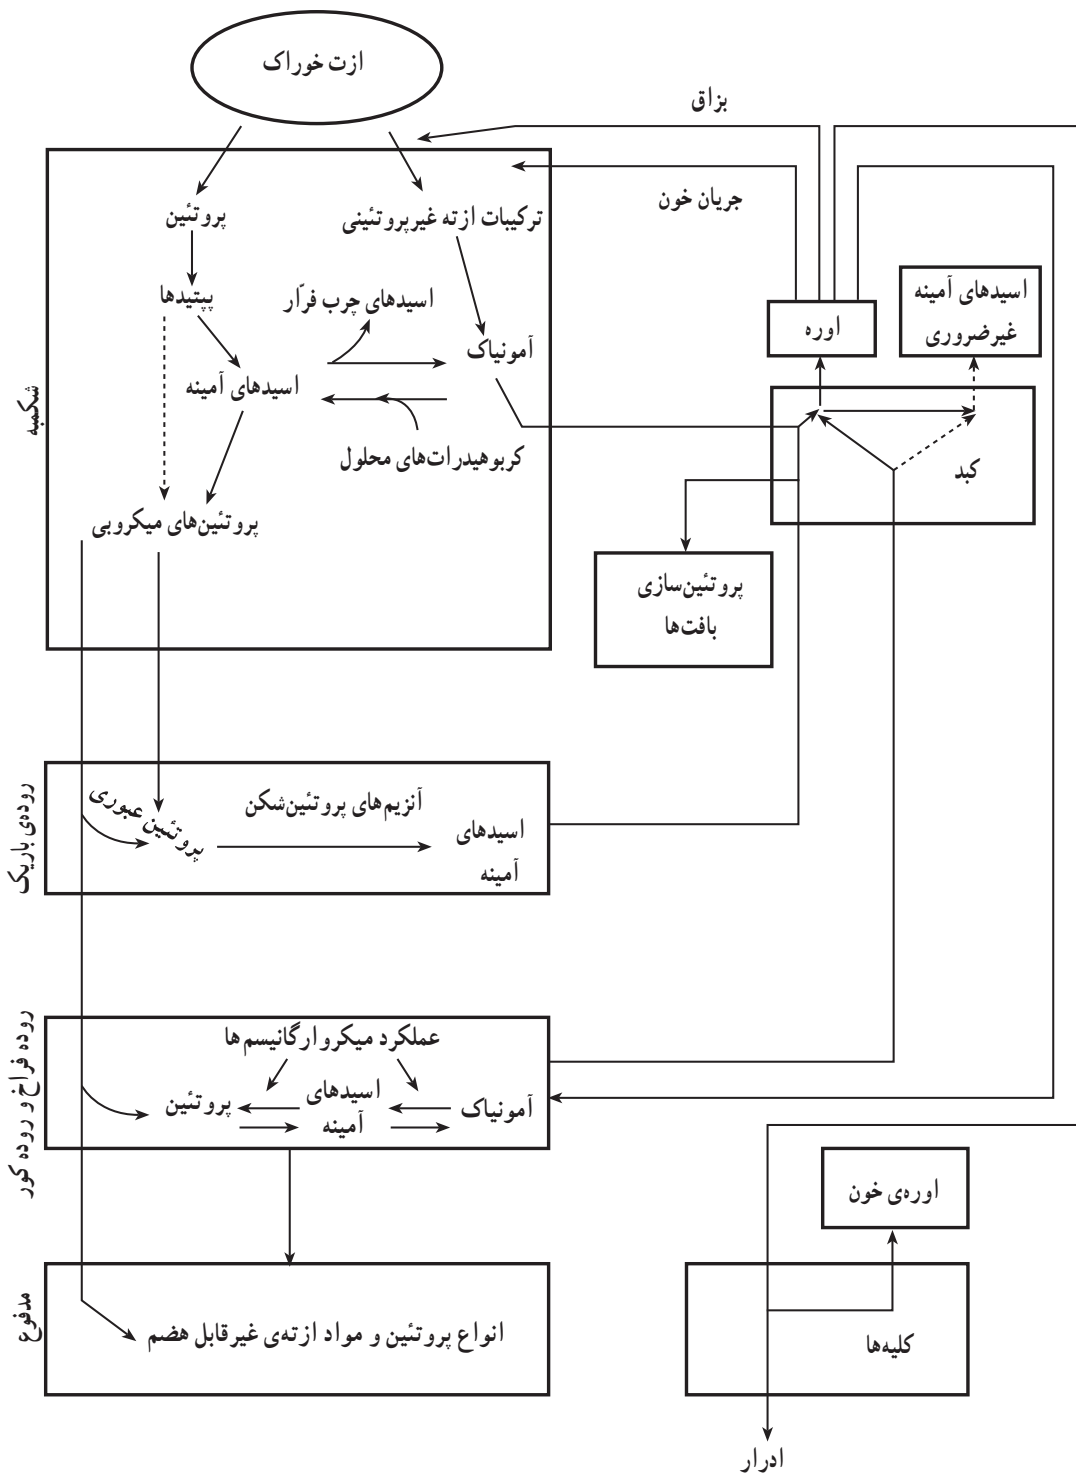 ازت خوراک
بزاق
جریان خون
پروتئین
ترکیبات ازته غیرپروتئینی
پپتیدها
اسیدهای چرب فرّار
آمونیاک
اسیدهای آمینه
کربوهیدرات‌های محلول
پروتئین‌های میکروبی
شکمبه
اوره
اسیدهای آمینه
غیرضروری
کبد
پروتئین‌سازی
بافت‌ها
روده‌ی باریک
پروتئین عبوری
آنزیم‌های پروتئین‌شکن
اسیدهای
آمینه
روده فراخ و روده کور
عملکرد میکروارگانیسم‌ها
پروتئین
اسیدهای
آمینه
آمونیاک
اوره‌ی خون
کلیه‌ها
ادرار
مدفوع
انواع پروتئین و مواد ازته‌ی غیرقابل هضم